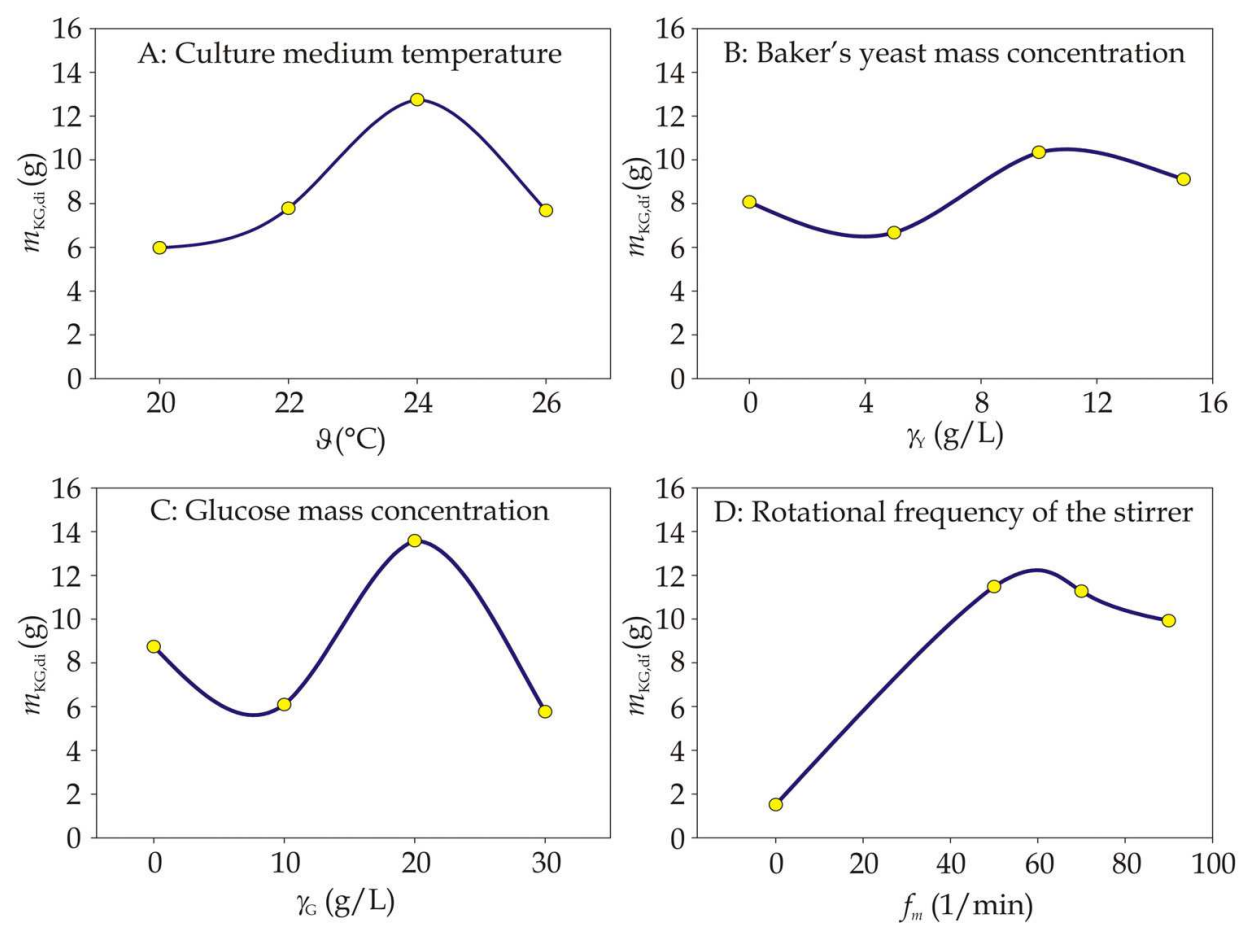 A: Culture medium temperature
16
14
12
10
8
6
4
2
0
m_KG,di (g)
20 22 24 26
ϑ (°C)
B: Baker's yeast mass concentration
16
14
12
10
8
6
4
2
0
m_KG,dí (g)
0 4 8 12 16
γ_Y (g/L)
C: Glucose mass concentration
16
14
12
10
8
6
4
2
0
m_KG,di (g)
0 10 20 30
γ_G (g/L)
D: Rotational frequency of the stirrer
16
14
12
10
8
6
4
2
0
m_KG,dí (g)
0 20 40 60 80 100
f_m (1/min)